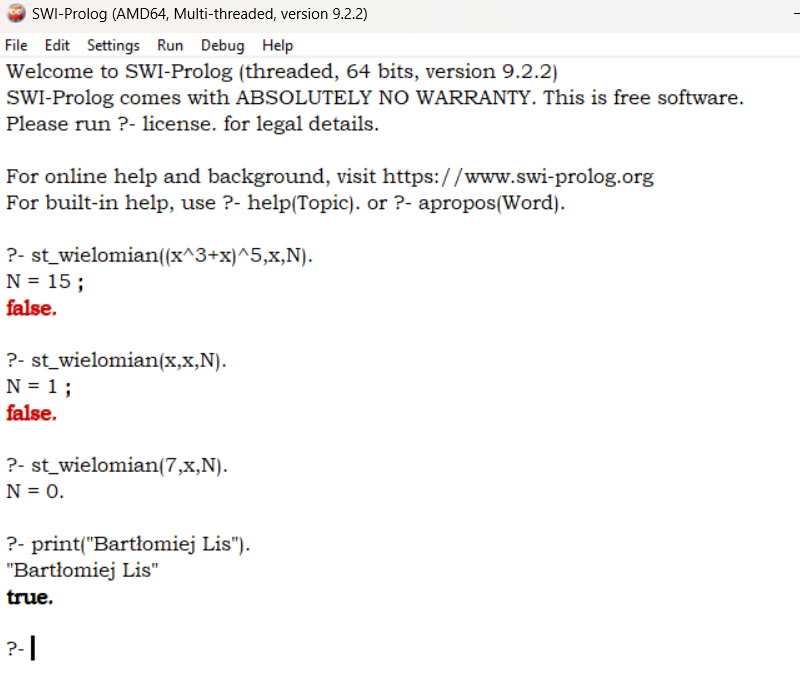 SWI-Prolog (AMD64, Multi-threaded, version 9.2.2)
File Edit Settings Run Debug Help
Welcome to SWI-Prolog (threaded, 64 bits, version 9.2.2)
SWI-Prolog comes with ABSOLUTELY NO WARRANTY. This is free software.
Please run ?- license. for legal details.
For online help and background, visit https://www.swi-prolog.org
For built-in help, use ?- help(Topic). or ?- apropos(Word).
?- st_wielomian((x^3+x)^5,x,N).
N = 15 ;
false.
?- st_wielomian(x,x,N).
N = 1 ;
false.
?- st_wielomian(7,x,N).
N = 0.
?- print("Bartłomiej Lis").
"Bartłomiej Lis"
true.
?-